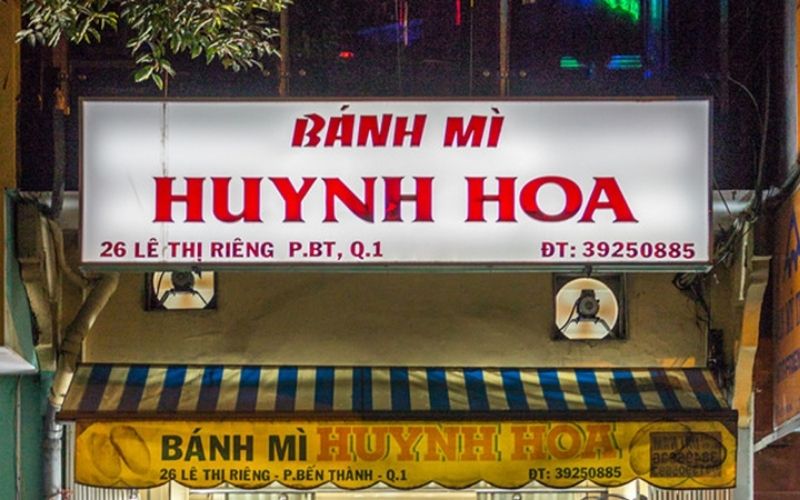 BÁNH MÌ
HUYNH HOA
26 LÊ THỊ RIÊNG P.BT, Q.1 ĐT: 39250885
BÁNH MÌ HUYNH HOA
26 LÊ THỊ RIÊNG - P.BẾN THÀNH - Q.1 ĐT: 39250885